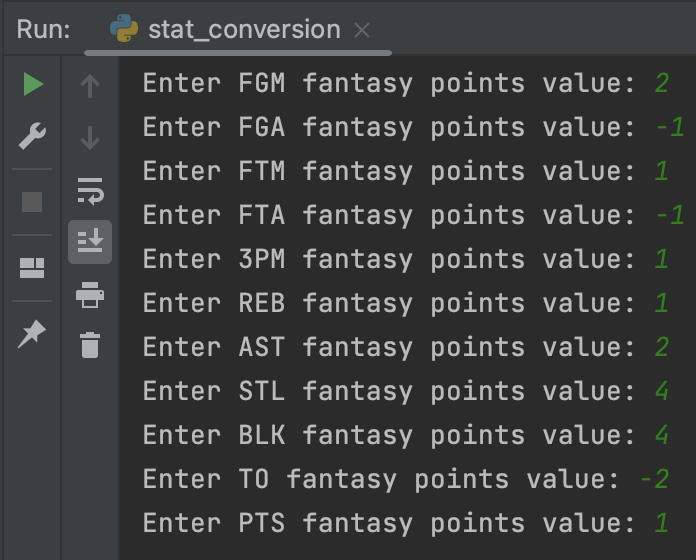 Run: stat_conversion
Enter FGM fantasy points value: 2
Enter FGA fantasy points value: -1
Enter FTM fantasy points value: 1
Enter FTA fantasy points value: -1
Enter 3PM fantasy points value: 1
Enter REB fantasy points value: 1
Enter AST fantasy points value: 2
Enter STL fantasy points value: 4
Enter BLK fantasy points value: 4
Enter TO fantasy points value: -2
Enter PTS fantasy points value: 1